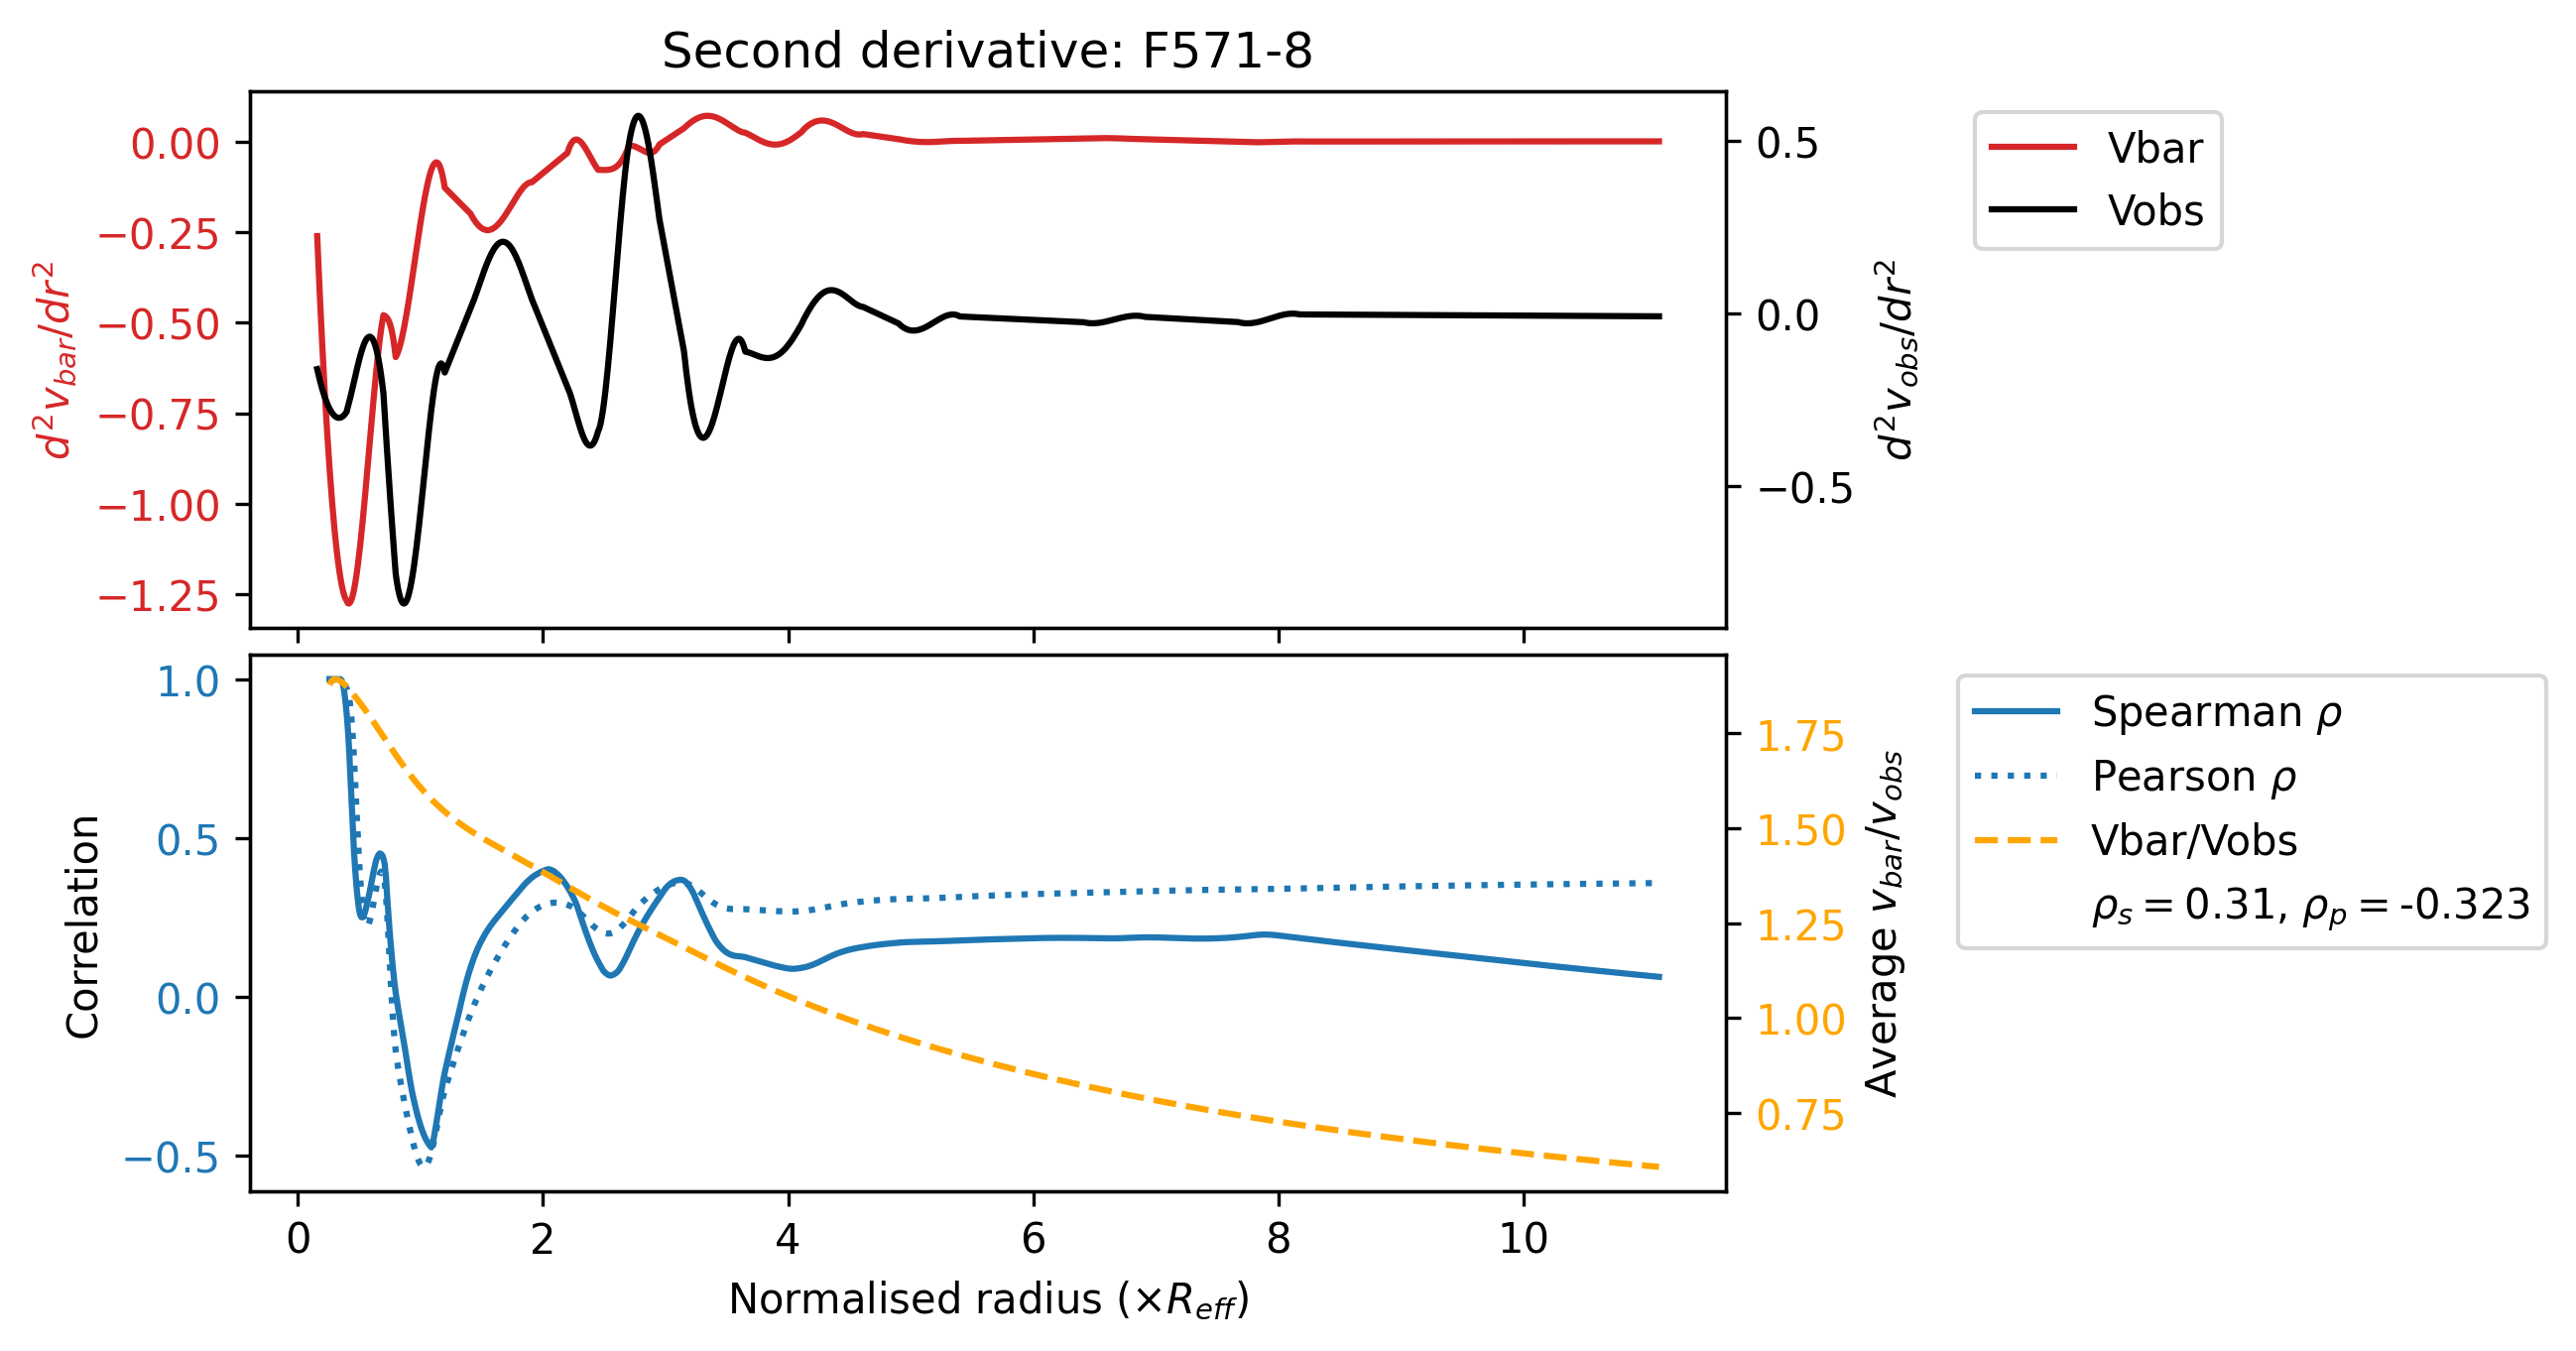 Second derivative: F571-8
0.00
−0.25
−0.50
−0.75
−1.00
−1.25
d²v_bar/dr²
0.5
0.0
−0.5
d²v_obs/dr²
Vbar
Vobs
1.0
0.5
0.0
−0.5
Correlation
1.75
1.50
1.25
1.00
0.75
Average v_bar/v_obs
Spearman ρ
Pearson ρ
Vbar/Vobs
ρ_s = 0.31, ρ_p = -0.323
0 2 4 6 8 10
Normalised radius (×R_eff)